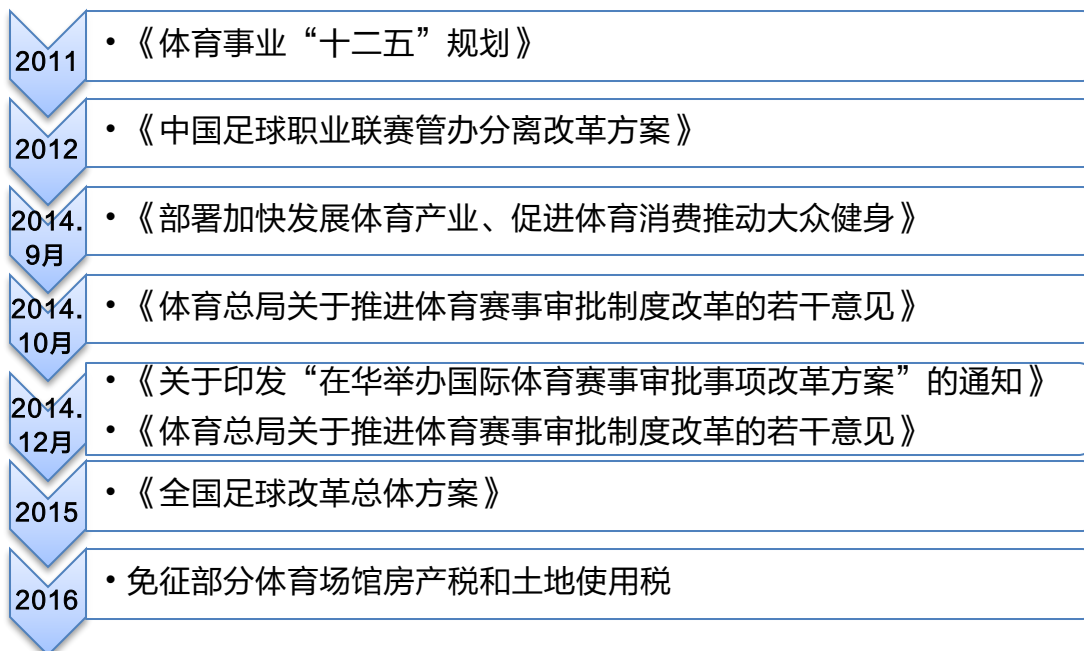 2011
• 《体育事业“十二五”规划》
2012
• 《中国足球职业联赛管办分离改革方案》
2014.
9月
• 《部署加快发展体育产业、促进体育消费推动大众健身》
2014.
10月
• 《体育总局关于推进体育赛事审批制度改革的若干意见》
2014.
12月
• 《关于印发“在华举办国际体育赛事审批事项改革方案”的通知》
• 《体育总局关于推进体育赛事审批制度改革的若干意见》
2015
• 《全国足球改革总体方案》
2016
• 免征部分体育场馆房产税和土地使用税